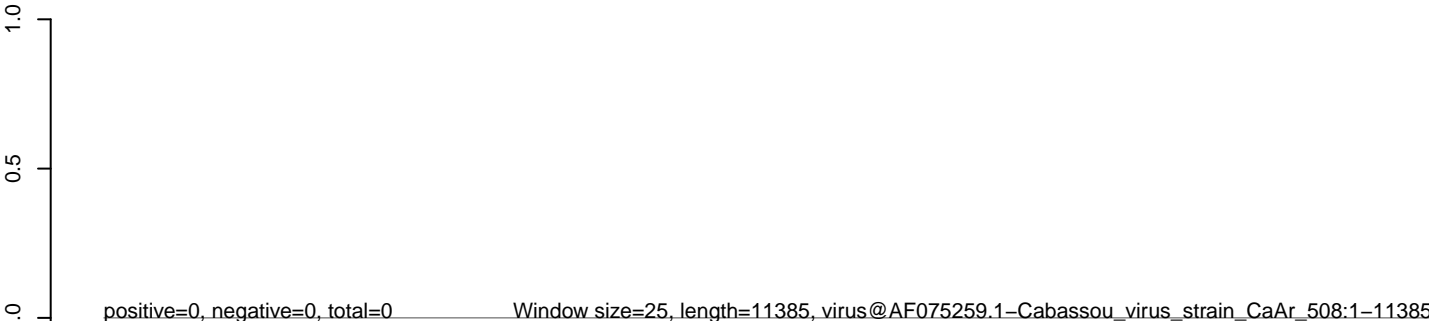 1.0
0.5
.0
positive=0, negative=0, total=0
Window size=25, length=11385, virus@AF075259.1−Cabassou_virus_strain_CaAr_508:1−11385